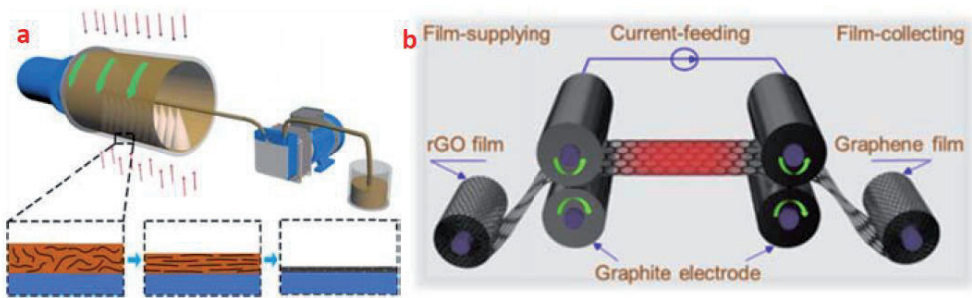 a
b
Film-supplying Current-feeding Film-collecting
rGO film
Graphene film
Graphite electrode